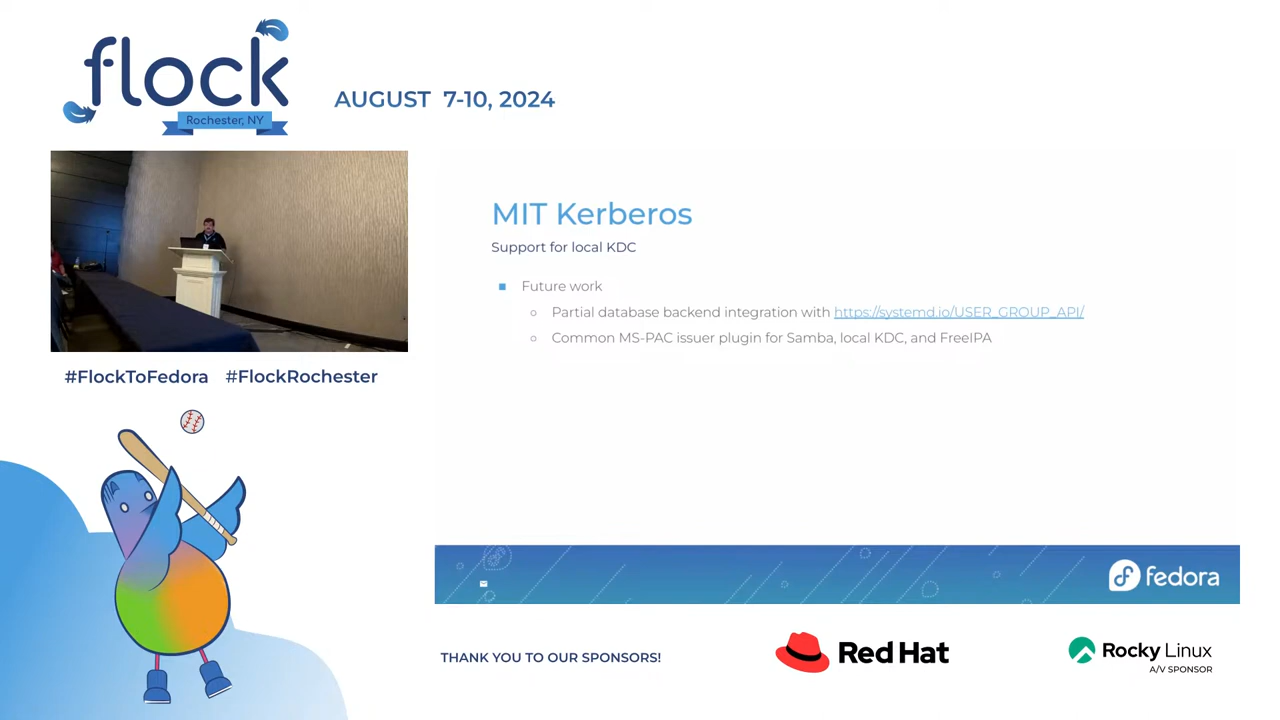 flock
Rochester, NY
AUGUST 7-10, 2024
MIT Kerberos
Support for local KDC
Future work
Partial database backend integration with https://systemd.io/USER_GROUP_API/
Common MS-PAC issuer plugin for Samba, local KDC, and FreeIPA
#FlockToFedora #FlockRochester
fedora
THANK YOU TO OUR SPONSORS!
Red Hat
Rocky Linux
A/V SPONSOR